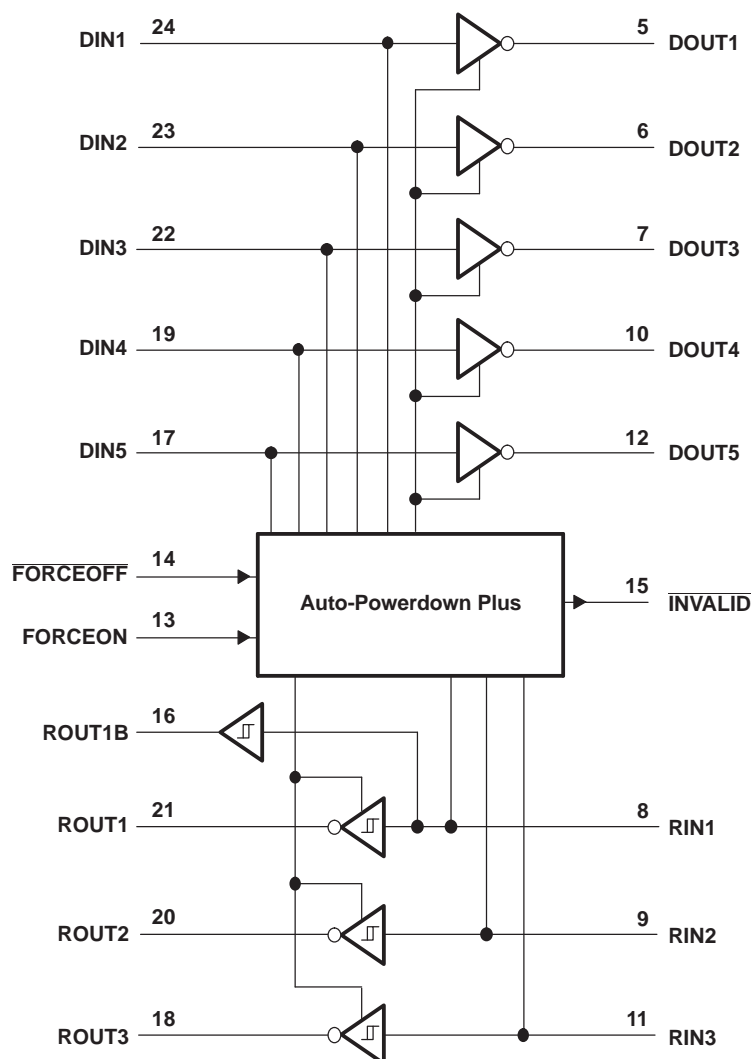 DIN1 24 5 DOUT1
DIN2 23 6 DOUT2
DIN3 22 7 DOUT3
DIN4 19 10 DOUT4
DIN5 17 12 DOUT5
FORCEOFF 14
Auto-Powerdown Plus
15 INVALID
FORCEON 13
ROUT1B 16
ROUT1 21 8 RIN1
ROUT2 20 9 RIN2
ROUT3 18 11 RIN3